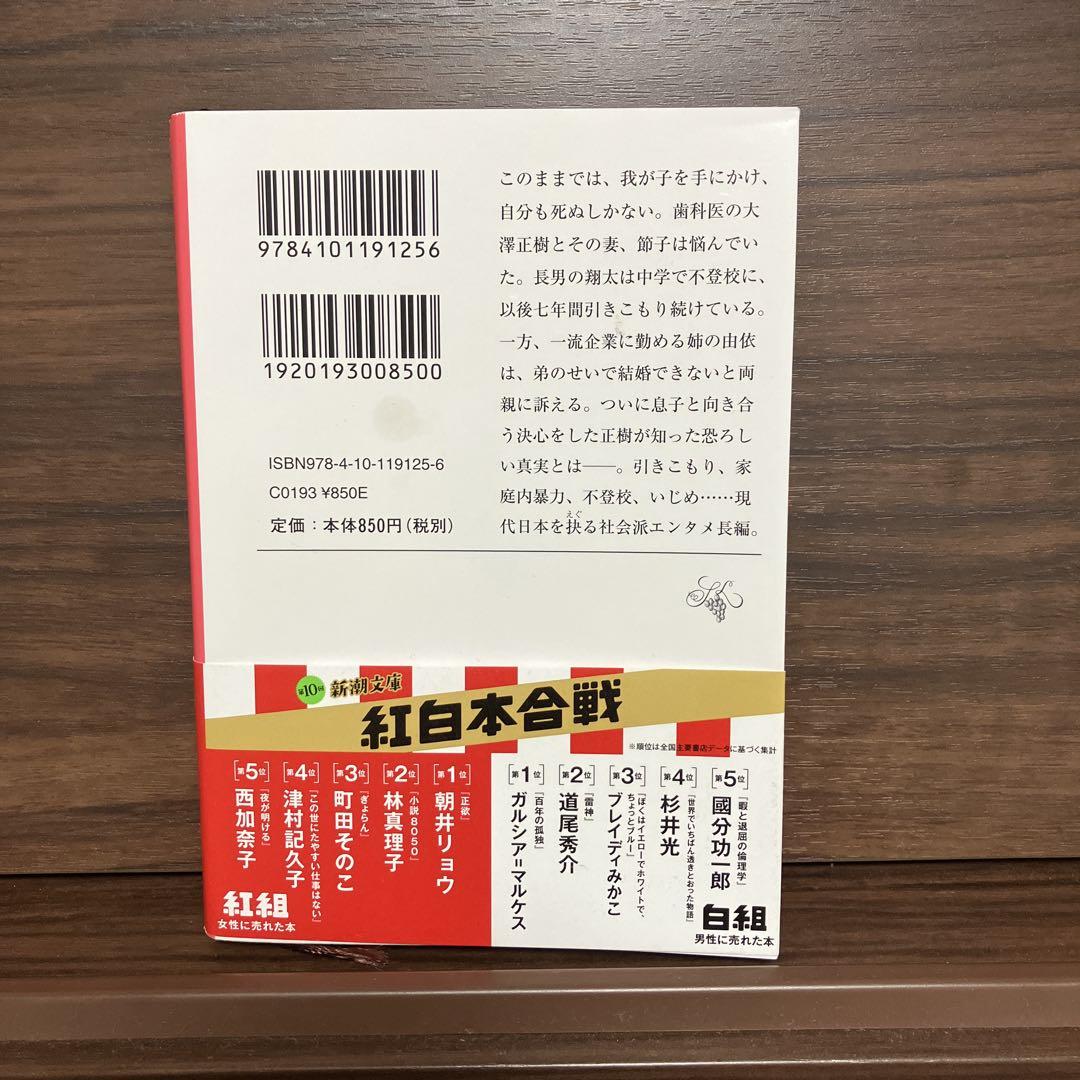 9784101191256
1920193008500
ISBN978-4-10-119125-6
C0193 ¥850E
定価：本体850円（税別）
このままでは、我が子を手にかけ、
自分も死ぬしかない。歯科医の大
澤正樹とその妻、節子は悩んでい
た。長男の翔太は中学で不登校に、
以後七年間引きこもり続けている。
一方、一流企業に勤める姉の由依
は、弟のせいで結婚できないと両
親に訴える。ついに息子と向き合
う決心をした正樹が知った恐ろし
い真実とは――。引きこもり、家
庭内暴力、不登校、いじめ……現
えぐ
代日本を抉る社会派エンタメ長編。
第10回
新潮文庫
紅白本合戦
※順位は全国主要書店データに基づく集計
第5位
『暇と退屈の倫理学』
國分功一郎
第4位
『世界でいちばん透きとおった物語』
杉井光
第3位
『ぼくはイエローでホワイトで、
ちょっとブルー』
ブレイディみかこ
第2位
『雷神』
道尾秀介
第1位
『百年の孤独』
ガルシア＝マルケス
白組
男性に売れた本
第1位
『正欲』
朝井リョウ
第2位
『小説8050』
林真理子
第3位
『ぎょらん』
町田そのこ
第4位
『この世にたやすい仕事はない』
津村記久子
第5位
『夜が明ける』
西加奈子
紅組
女性に売れた本